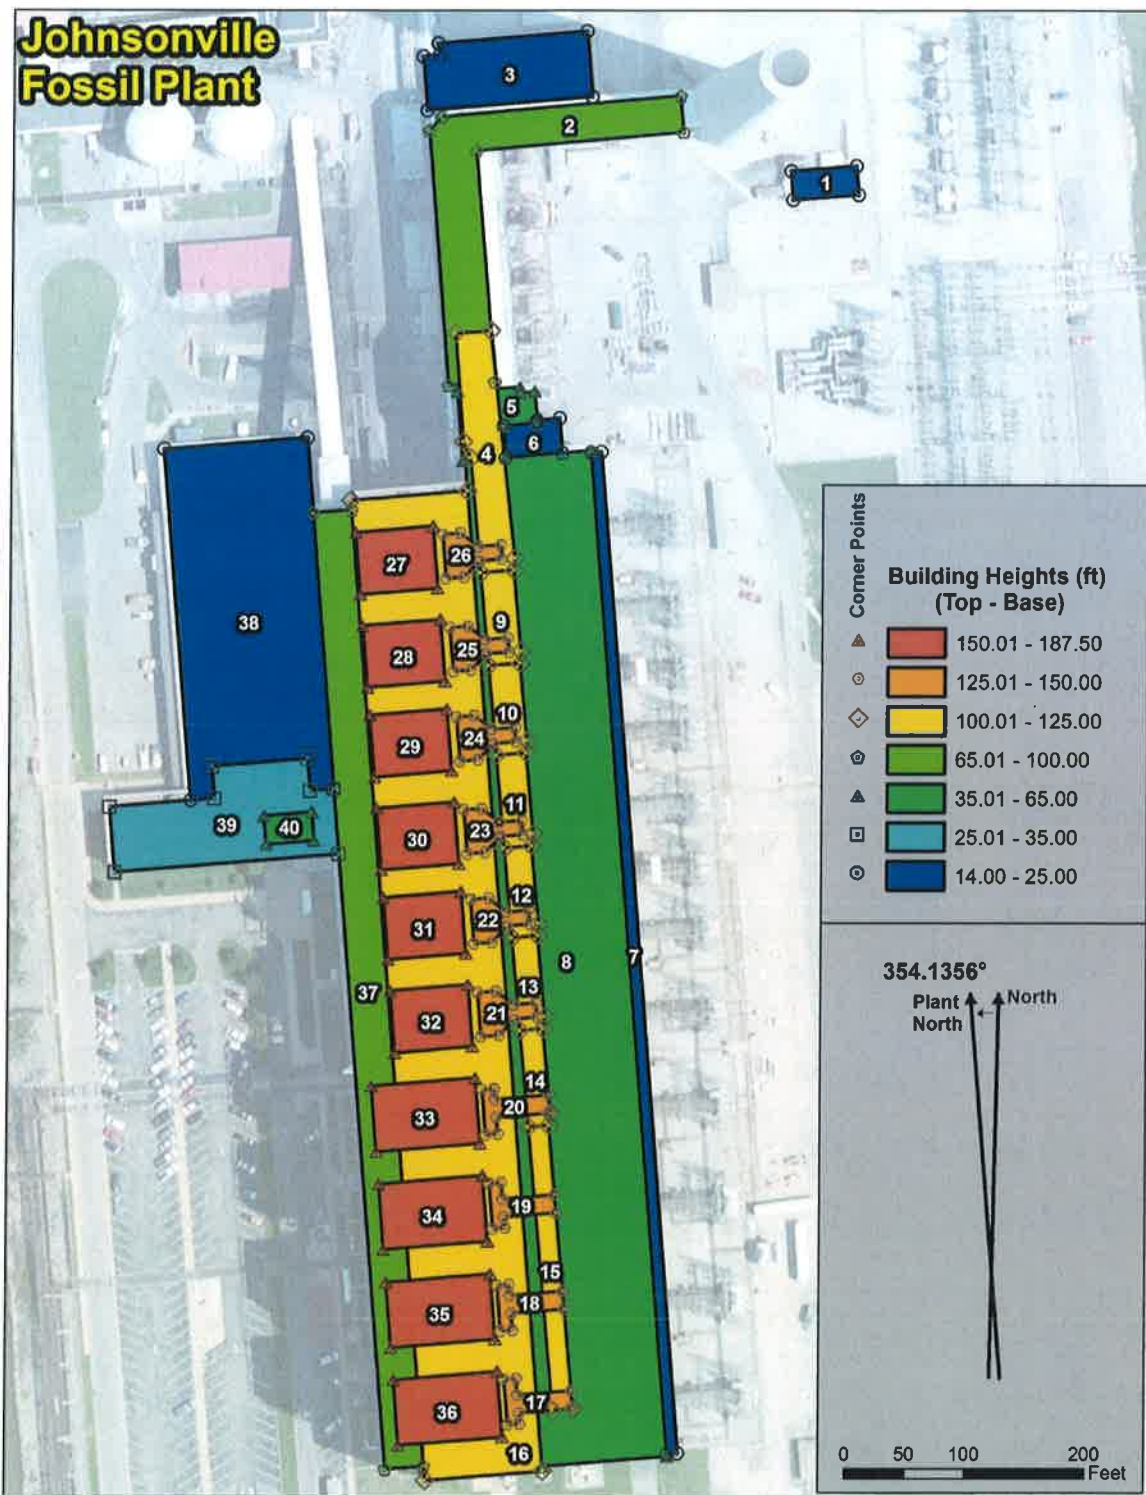 Johnsonville
Fossil Plant
3
2
1
5
6
4
27
26
38
9
28
25
10
29
24
11
39
40
30
23
12
31
22
8
7
37
13
32
21
14
33
20
34
19
15
35
18
36
17
16
Corner Points
Building Heights (ft)
(Top - Base)
150.01 - 187.50
125.01 - 150.00
100.01 - 125.00
65.01 - 100.00
35.01 - 65.00
25.01 - 35.00
14.00 - 25.00
354.1356°
Plant
North
North
0 50 100 200
Feet